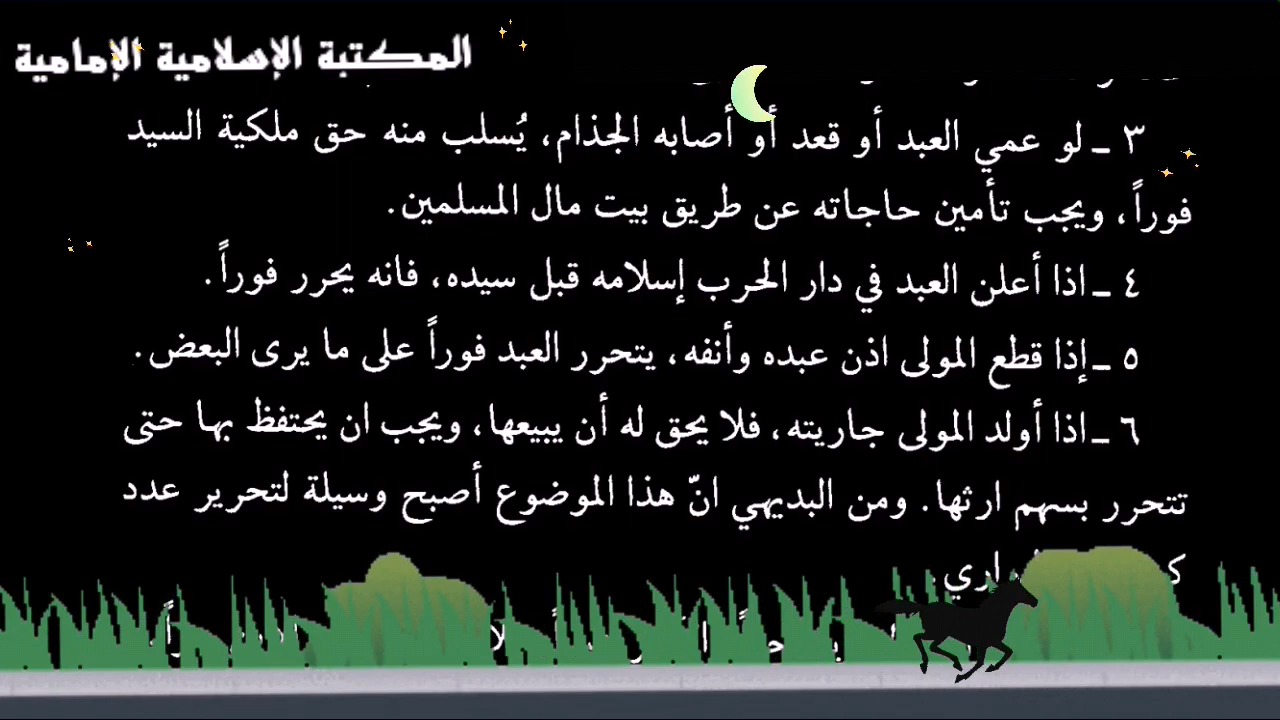 المكتبة الإسلامية الإمامية
٣ ـ لو عمي العبد أو قعد أو أصابه الجذام، يُسلب منه حق ملكية السيد
فوراً، ويجب تأمين حاجاته عن طريق بيت مال المسلمين.
٤ ـ اذا أعلن العبد في دار الحرب إسلامه قبل سيده، فانه يحرر فوراً.
٥ ـ إذا قطع المولى اذن عبده وأنفه، يتحرر العبد فوراً على ما يرى البعض.
٦ ـ اذا أولد المولى جاريته، فلا يحق له أن يبيعها، ويجب ان يحتفظ بها حتى
تتحرر بسهم ارثها. ومن البديهي انّ هذا الموضوع أصبح وسيلة لتحرير عدد